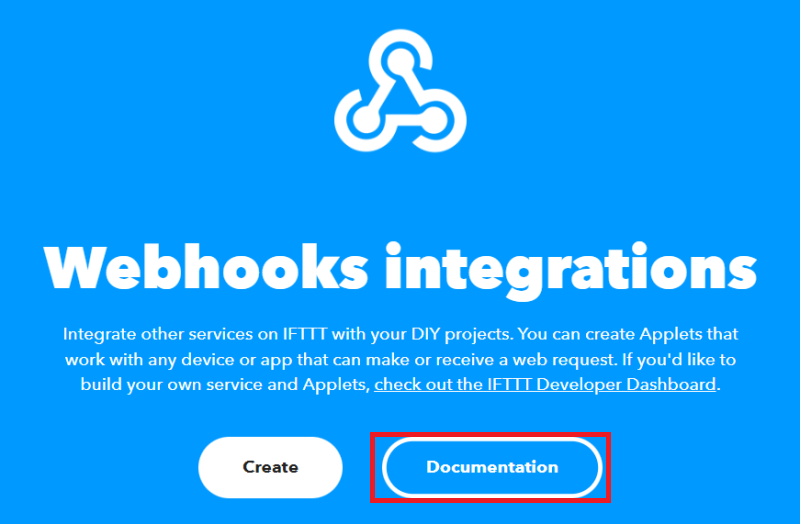 Webhooks integrations
Integrate other services on IFTTT with your DIY projects. You can create Applets that
work with any device or app that can make or receive a web request. If you'd like to
build your own service and Applets, check out the IFTTT Developer Dashboard.
Create
Documentation